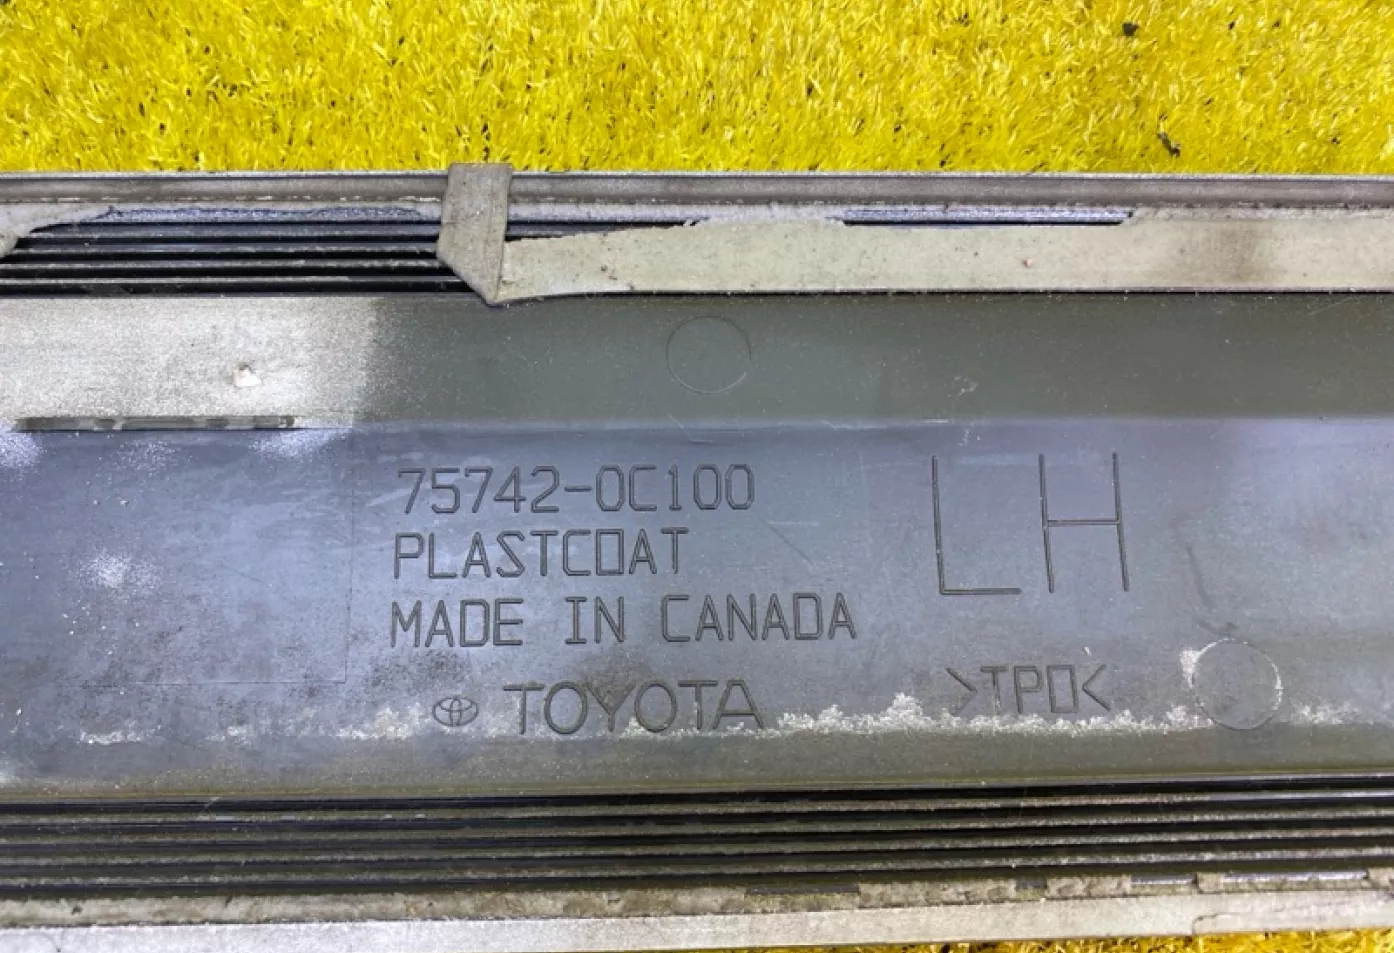 75742-0C100
PLASTCOAT
MADE IN CANADA
LH
TOYOTA
>TPO<